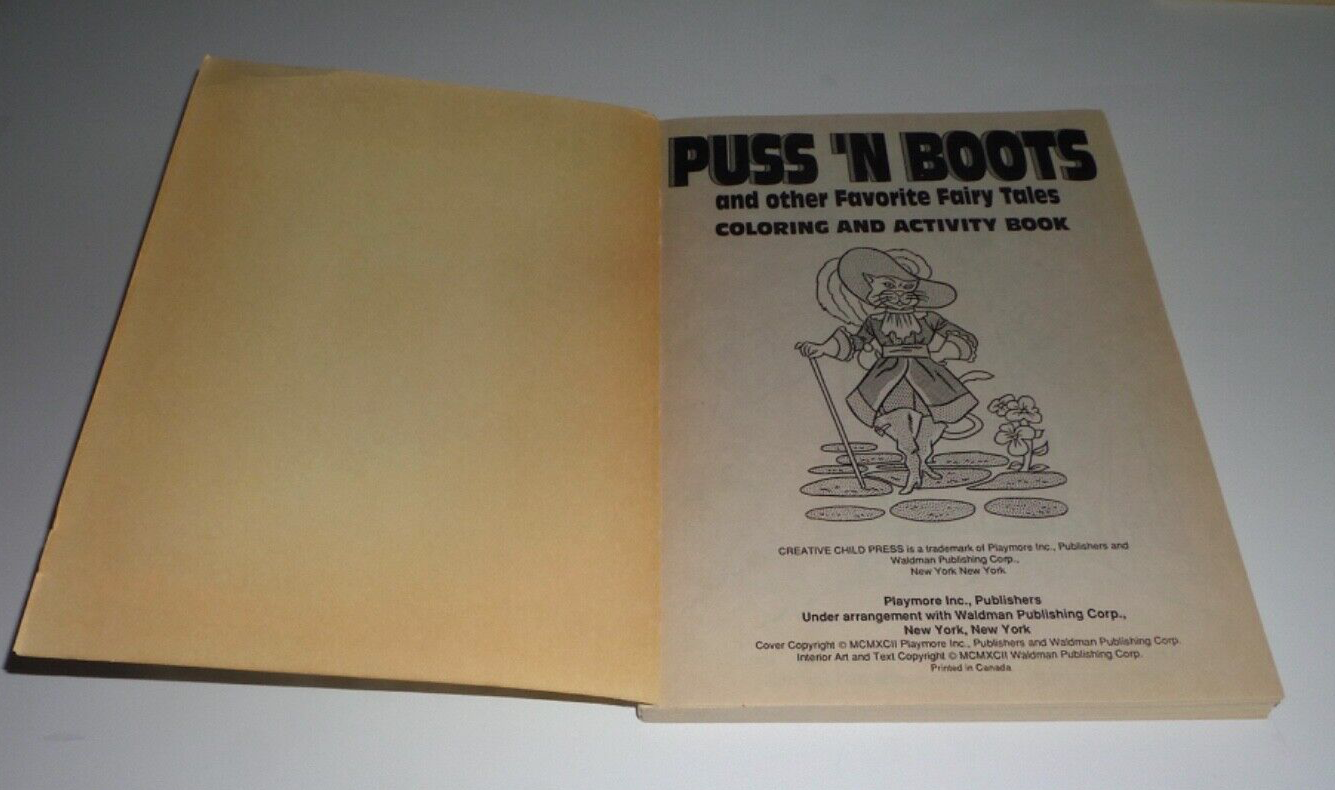 PUSS 'N BOOTS
and other Favorite Fairy Tales
COLORING AND ACTIVITY BOOK
CREATIVE CHILD PRESS is a trademark of Playmore Inc., Publishers and
Waldman Publishing Corp.,
New York New York
Playmore Inc., Publishers
Under arrangement with Waldman Publishing Corp.,
New York, New York
Cover Copyright © MCMXCII Playmore Inc., Publishers and Waldman Publishing Corp.
Interior Art and Text Copyright © MCMXCII Waldman Publishing Corp.
Printed in Canada